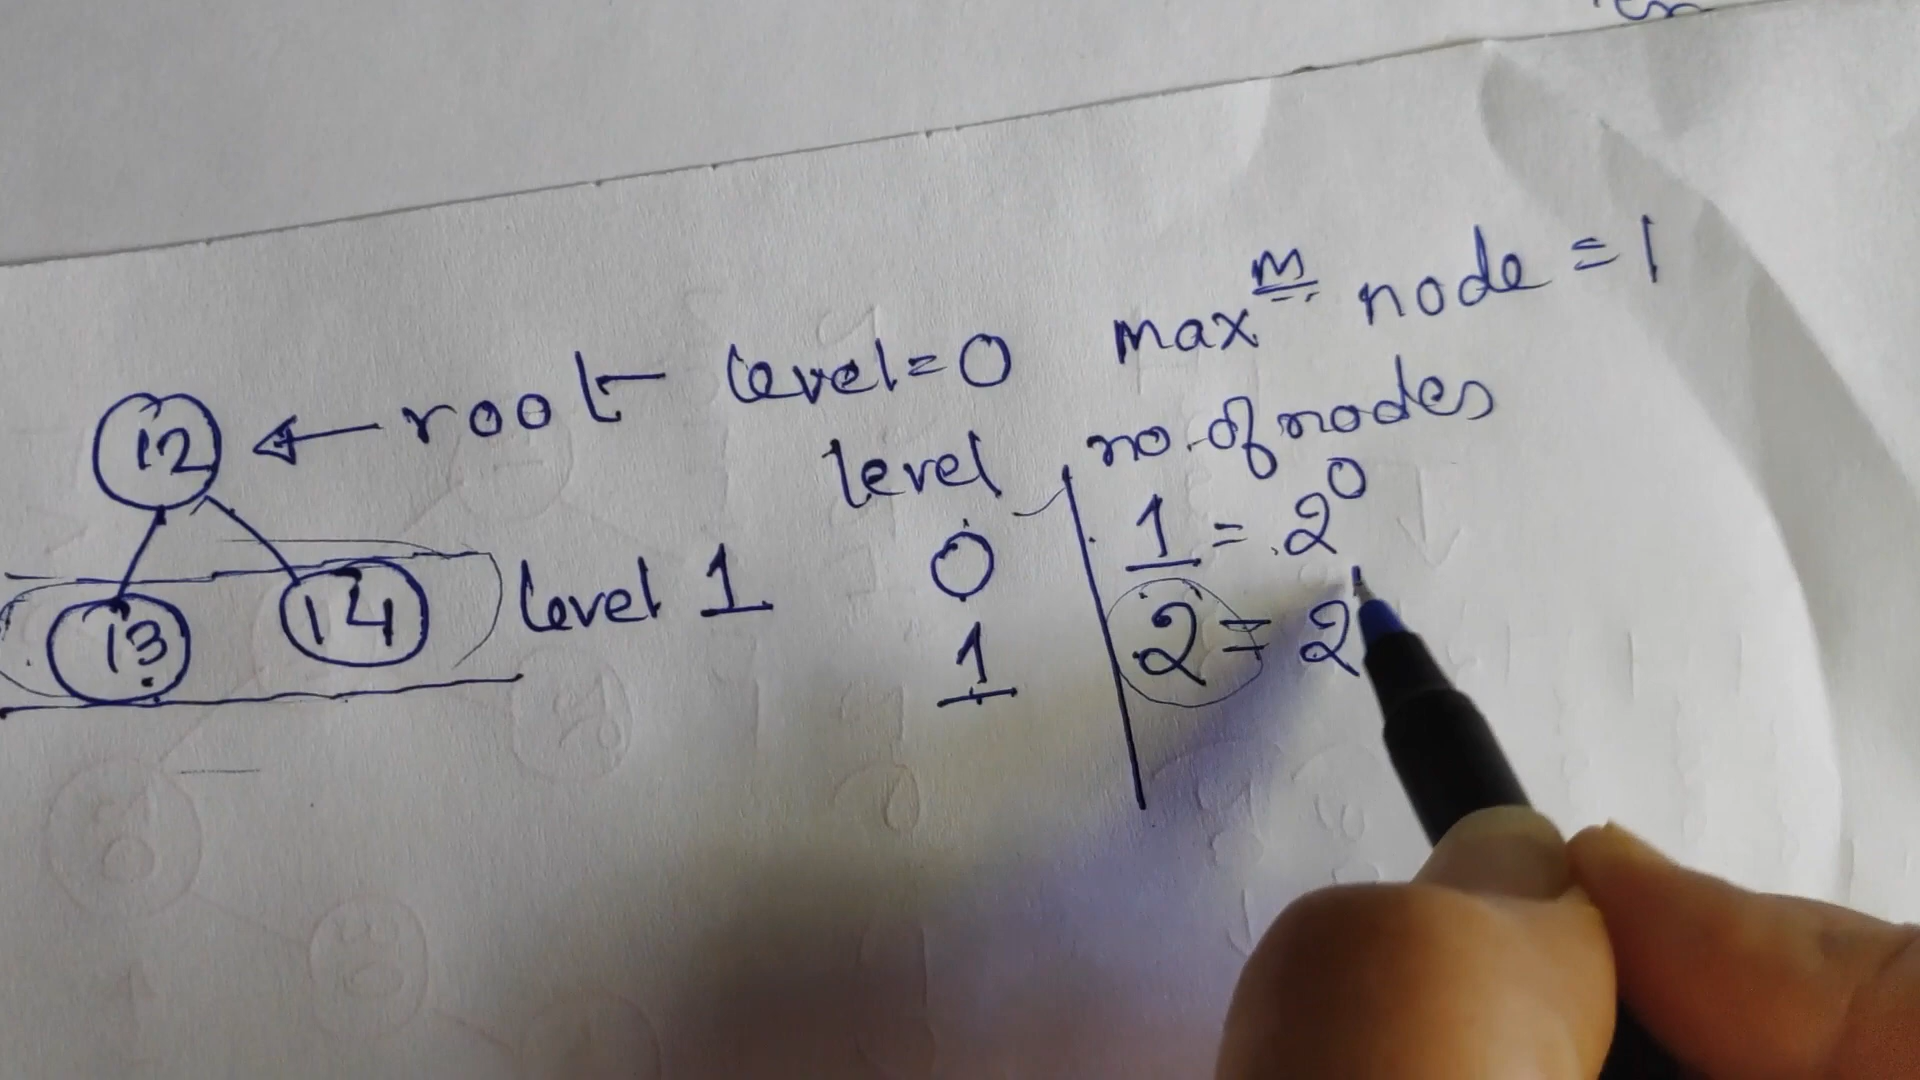 max^m node = 1
12 ← root ← level=0
level no. of nodes
0 1 = 2^0
13 14 level 1
1 2 = 2